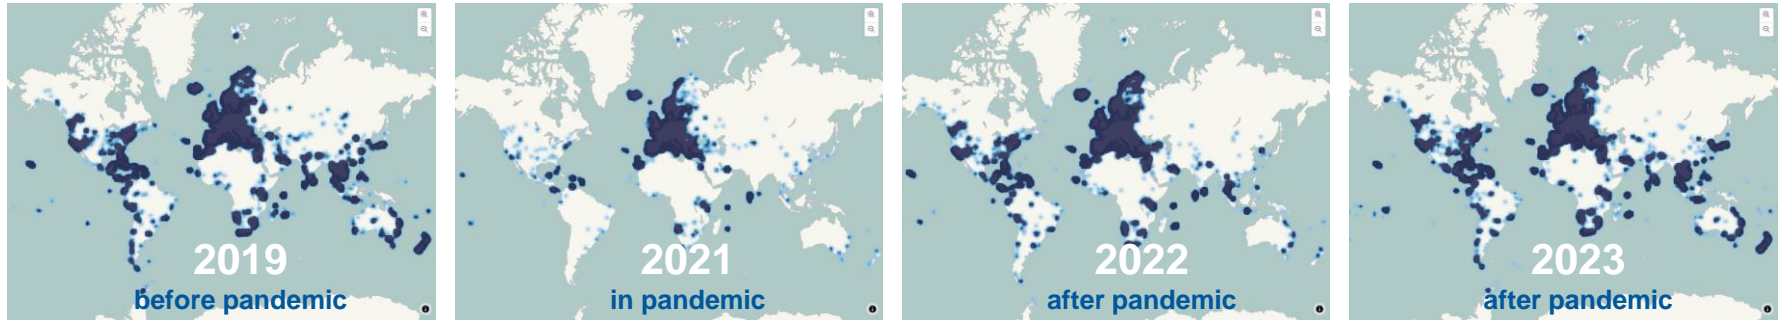 2019
before pandemic
2021
in pandemic
2022
after pandemic
2023
after pandemic